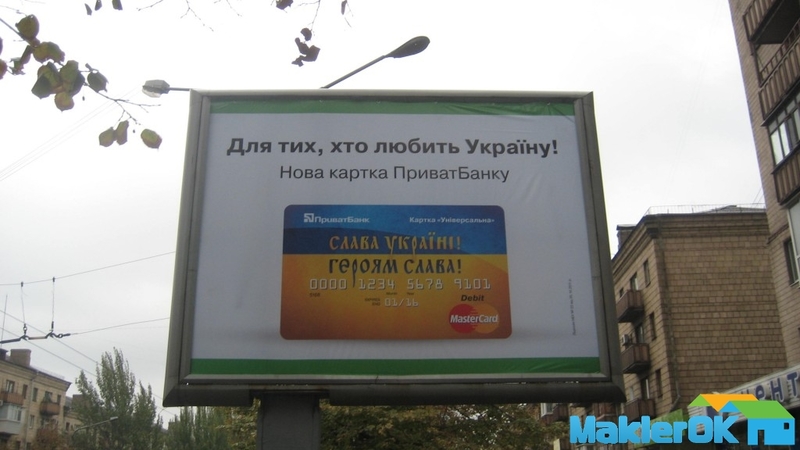 Для тих, хто любить Україну!
Нова картка ПриватБанку
ПриватБанк Картка «Універсальна»
СЛАВА УКРАЇНІ!
ГЕРОЯМ СЛАВА!
0000 1234 5678 9101
01/16
Debit
MasterCard
MaklerOK